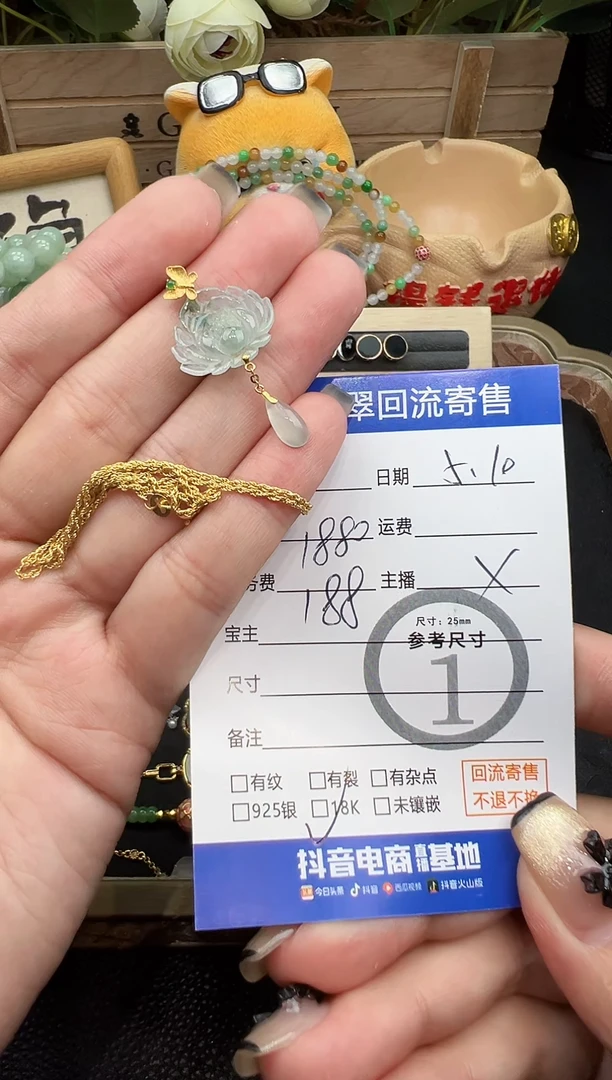 翠回流寄售
日期 5.10
1880 运费
务费 188 主播 X
尺寸：25mm
宝主 参考尺寸
1
尺寸
备注
□有纹 □有裂 □有杂点
□925银 □18K □未镶嵌
回流寄售
不退不换
抖音电商直播基地
今日头条 抖音 西瓜视频 抖音火山版